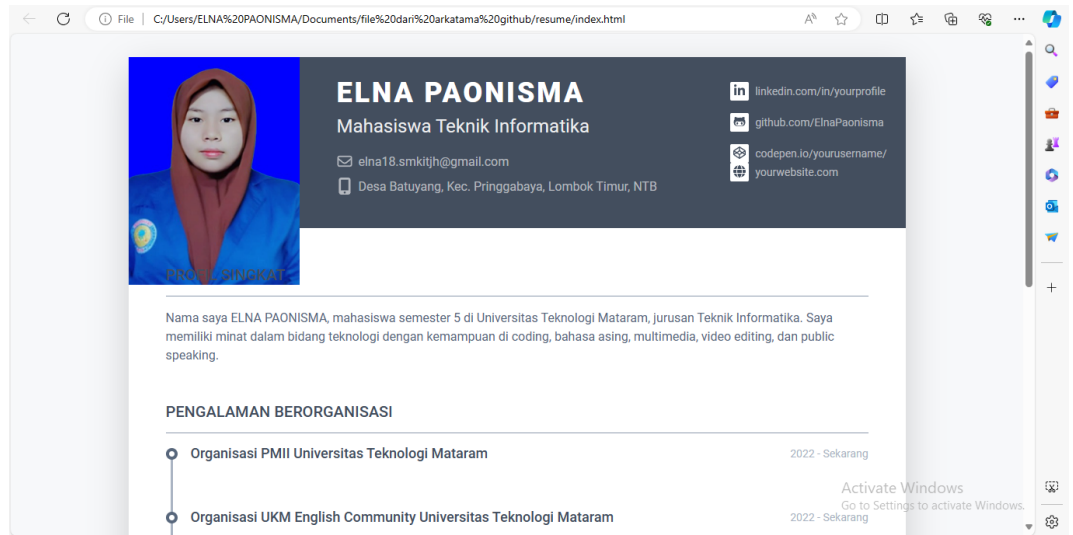 File
C:/Users/ELNA%20PAONISMA/Documents/file%20dari%20arkatama%20github/resume/index.html
ELNA PAONISMA
Mahasiswa Teknik Informatika
elna18.smkitjh@gmail.com
Desa Batuyang, Kec. Pringgabaya, Lombok Timur, NTB
in linkedin.com/in/yourprofile
github.com/ElnaPaonisma
codepen.io/yourusername/
yourwebsite.com
PROFIL SINGKAT
Nama saya ELNA PAONISMA, mahasiswa semester 5 di Universitas Teknologi Mataram, jurusan Teknik Informatika. Saya
memiliki minat dalam bidang teknologi dengan kemampuan di coding, bahasa asing, multimedia, video editing, dan public
speaking.
PENGALAMAN BERORGANISASI
Organisasi PMII Universitas Teknologi Mataram
2022 - Sekarang
Organisasi UKM English Community Universitas Teknologi Mataram
2022 - Sekarang
Activate Windows
Go to Settings to activate Windows.